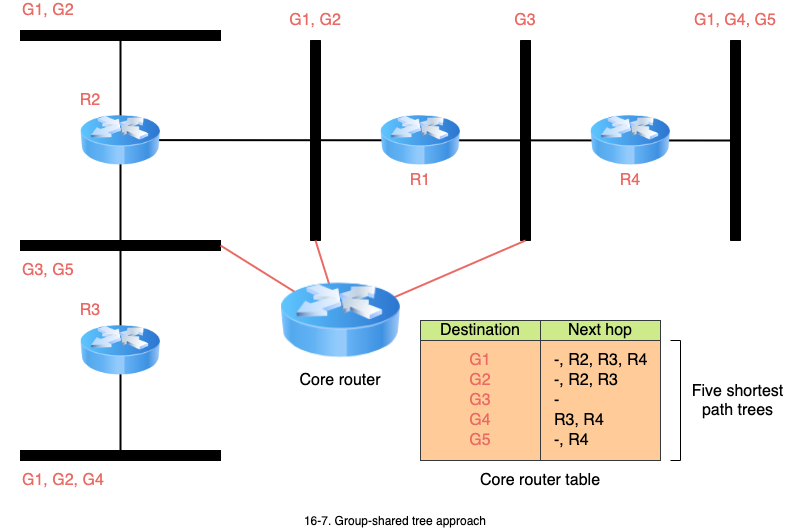 G1, G2
G1, G2
G3
G1, G4, G5
R2
R1
R4
G3, G5
R3
Core router
Destination Next hop
G1 -, R2, R3, R4
G2 -, R2, R3
G3 -
G4 R3, R4
G5 -, R4
Five shortest
path trees
Core router table
G1, G2, G4
16-7. Group-shared tree approach